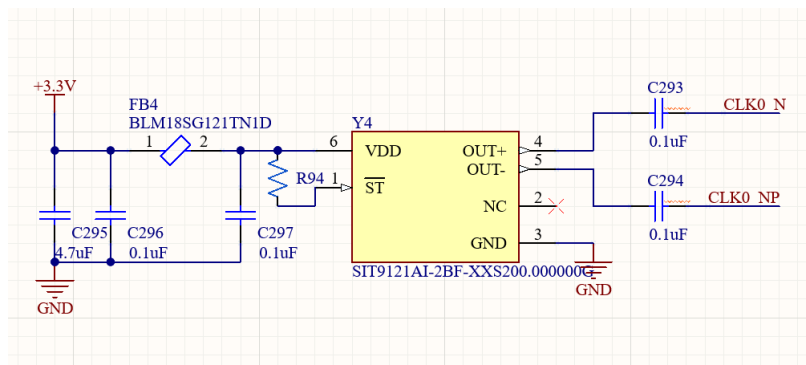 +3.3V
FB4
BLM18SG121TN1D
1
2
C295
4.7uF
C296
0.1uF
C297
0.1uF
GND
R94
Y4
6
VDD
1
ST
OUT+
4
OUT-
5
NC
2
GND
3
SIT9121AI-2BF-XXS200.000000G
GND
C293
0.1uF
CLK0_N
C294
0.1uF
CLK0_NP